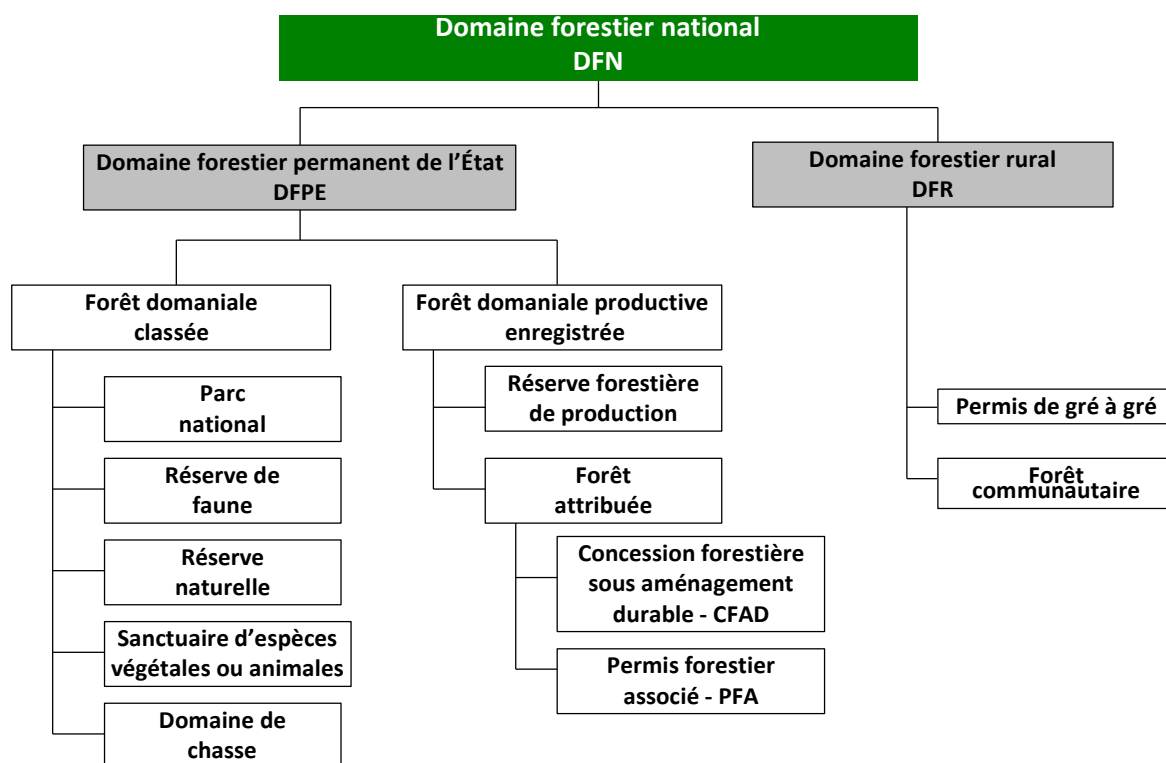 Domaine forestier national
DFN
Domaine forestier permanent de l’État
DFPE
Domaine forestier rural
DFR
Forêt domaniale
classée
Forêt domaniale productive
enregistrée
Parc
national
Réserve forestière
de production
Permis de gré à gré
Réserve de
faune
Forêt
attribuée
Forêt
communautaire
Réserve
naturelle
Concession forestière
sous aménagement
durable - CFAD
Sanctuaire d’espèces
végétales ou animales
Permis forestier
associé - PFA
Domaine de
chasse